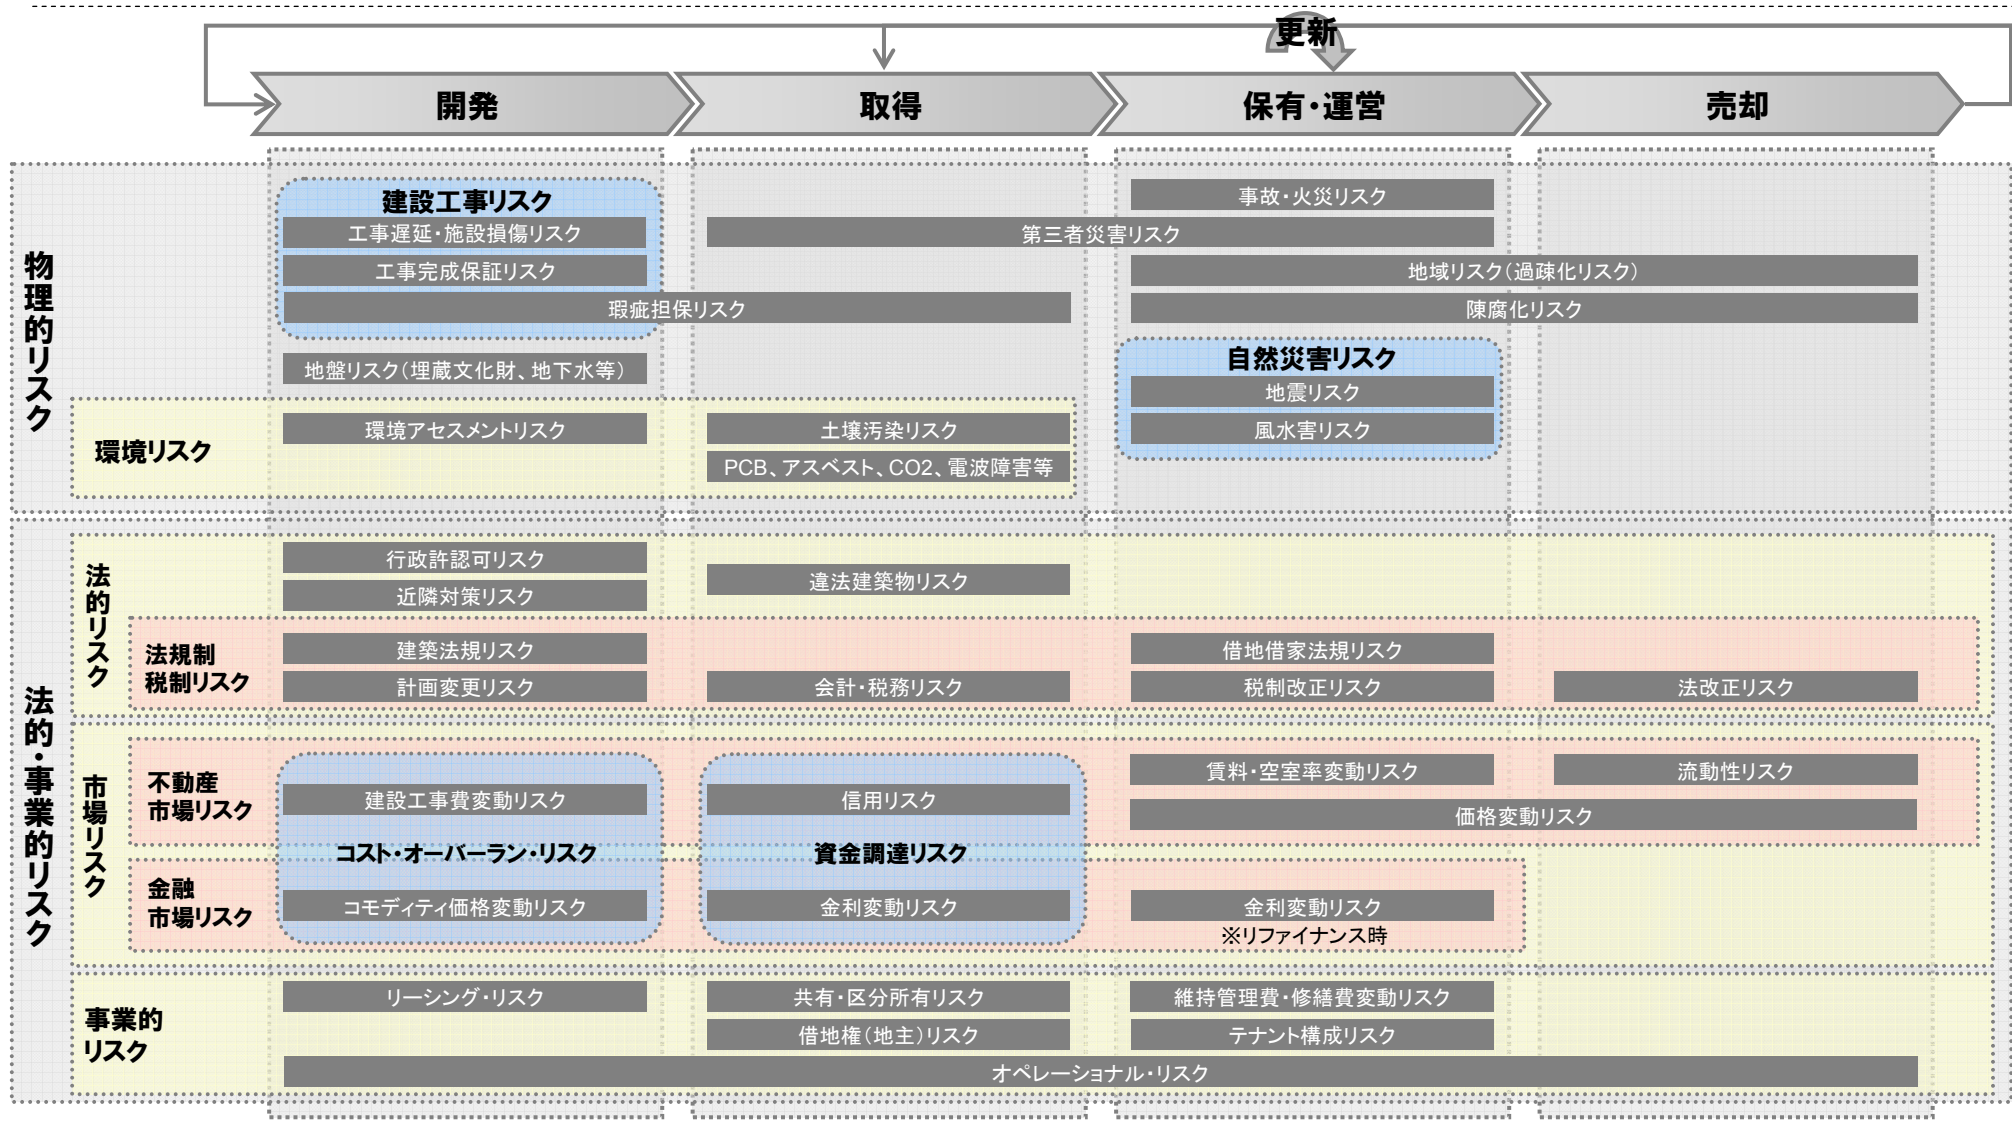 更新
開発
取得
保有・運営
売却
物理的リスク
建設工事リスク
工事遅延・施設損傷リスク
工事完成保証リスク
瑕疵担保リスク
地盤リスク（埋蔵文化財、地下水等）
事故・火災リスク
第三者災害リスク
地域リスク（過疎化リスク）
陳腐化リスク
自然災害リスク
地震リスク
風水害リスク
環境リスク
環境アセスメントリスク
土壌汚染リスク
PCB、アスベスト、CO2、電波障害等
法的・事業的リスク
法的リスク
行政許認可リスク
近隣対策リスク
違法建築物リスク
法規制
税制リスク
建築法規リスク
計画変更リスク
会計・税務リスク
借地借家法規リスク
税制改正リスク
法改正リスク
市場リスク
不動産
市場リスク
建設工事費変動リスク
信用リスク
賃料・空室率変動リスク
流動性リスク
価格変動リスク
コスト・オーバーラン・リスク
資金調達リスク
金融
市場リスク
コモディティ価格変動リスク
金利変動リスク
金利変動リスク
※リファイナンス時
事業的
リスク
リーシング・リスク
共有・区分所有リスク
維持管理費・修繕費変動リスク
借地権（地主）リスク
テナント構成リスク
オペレーショナル・リスク